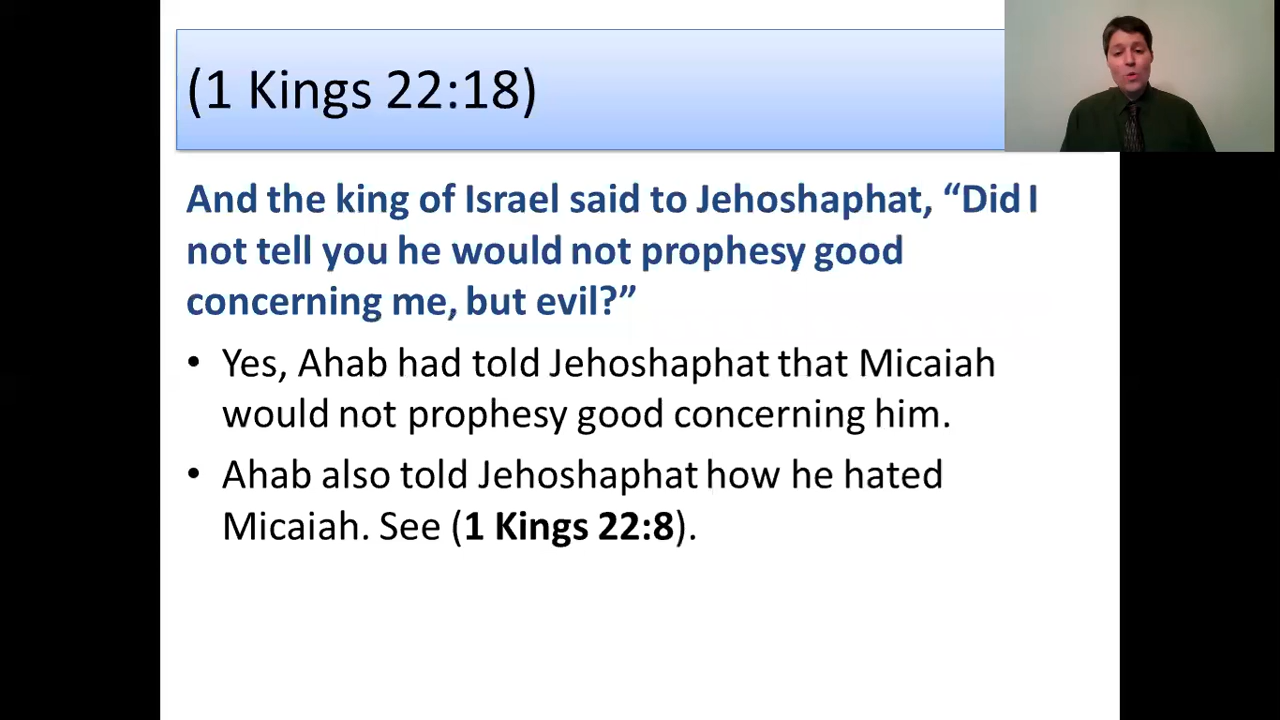 (1 Kings 22:18)
And the king of Israel said to Jehoshaphat, “Did I
not tell you he would not prophesy good
concerning me, but evil?”
• Yes, Ahab had told Jehoshaphat that Micaiah
would not prophesy good concerning him.
• Ahab also told Jehoshaphat how he hated
Micaiah. See (1 Kings 22:8).